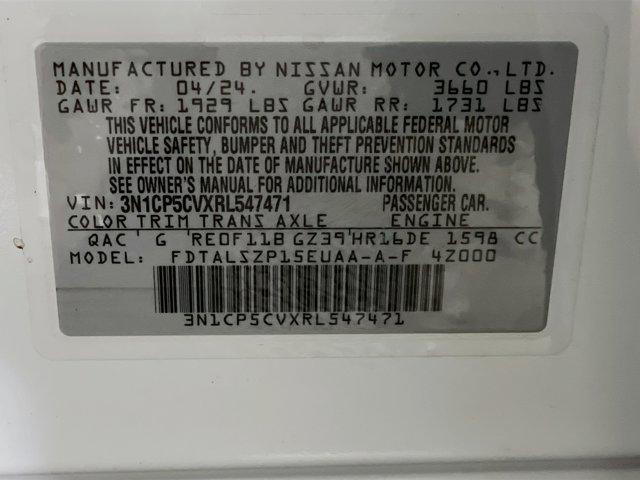 MANUFACTURED BY NISSAN MOTOR CO.,LTD.
DATE: 04/24. GVWR: 3660 LBS
GAWR FR: 1929 LBS GAWR RR: 1731 LBS
THIS VEHICLE CONFORMS TO ALL APPLICABLE FEDERAL MOTOR
VEHICLE SAFETY, BUMPER AND THEFT PREVENTION STANDARDS
IN EFFECT ON THE DATE OF MANUFACTURE SHOWN ABOVE.
SEE OWNER'S MANUAL FOR ADDITIONAL INFORMATION.
VIN: 3N1CP5CVXRL547471 PASSENGER CAR.
COLOR TRIM TRANS AXLE ENGINE
QAC G RE0F11B GZ39 HR16DE 1598 CC
MODEL: FDTALSZP15EUAA-A-F 4Z000
3N1CP5CVXRL547471